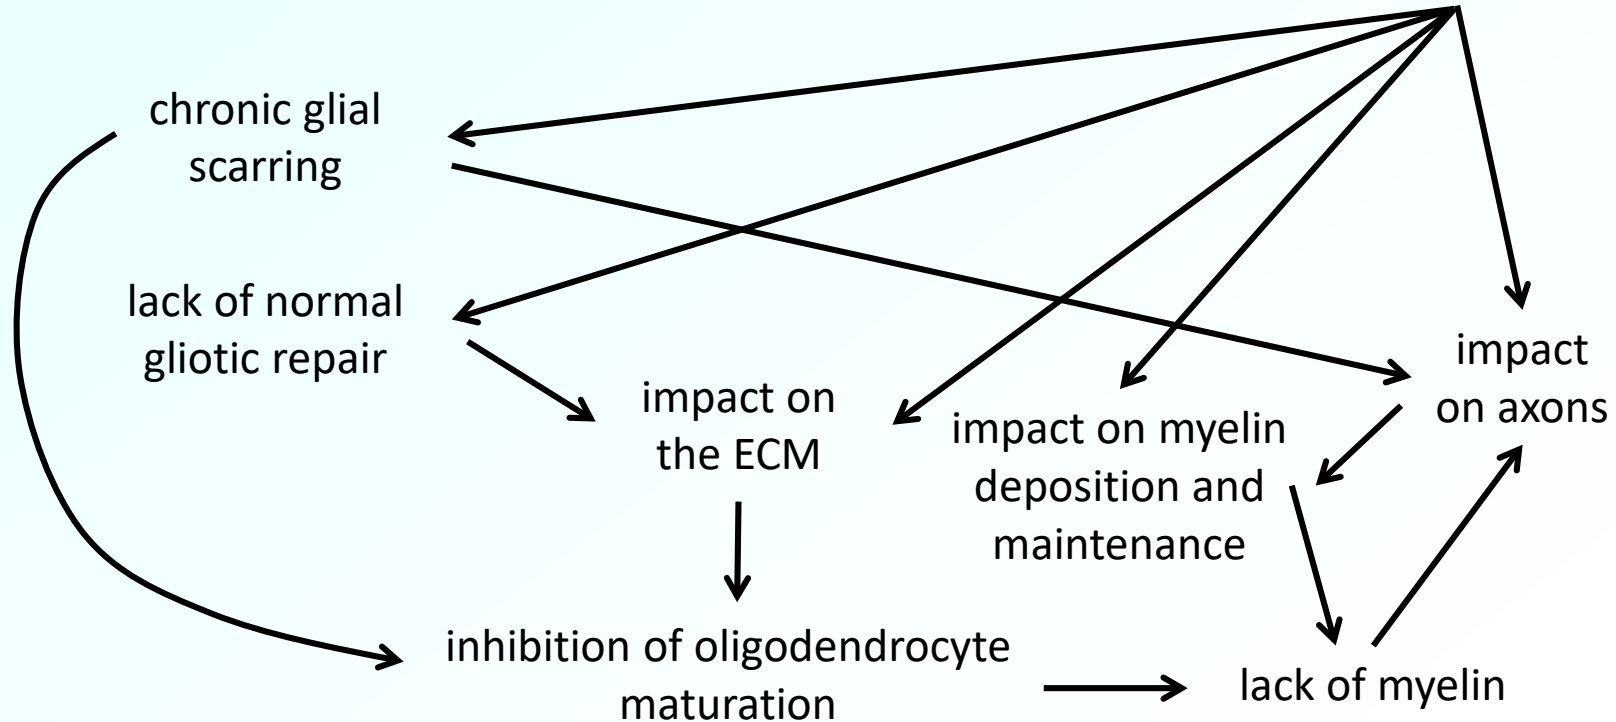 chronic glial
scarring
lack of normal
gliotic repair
impact on
the ECM
impact on myelin
deposition and
maintenance
impact
on axons
inhibition of oligodendrocyte
maturation
lack of myelin